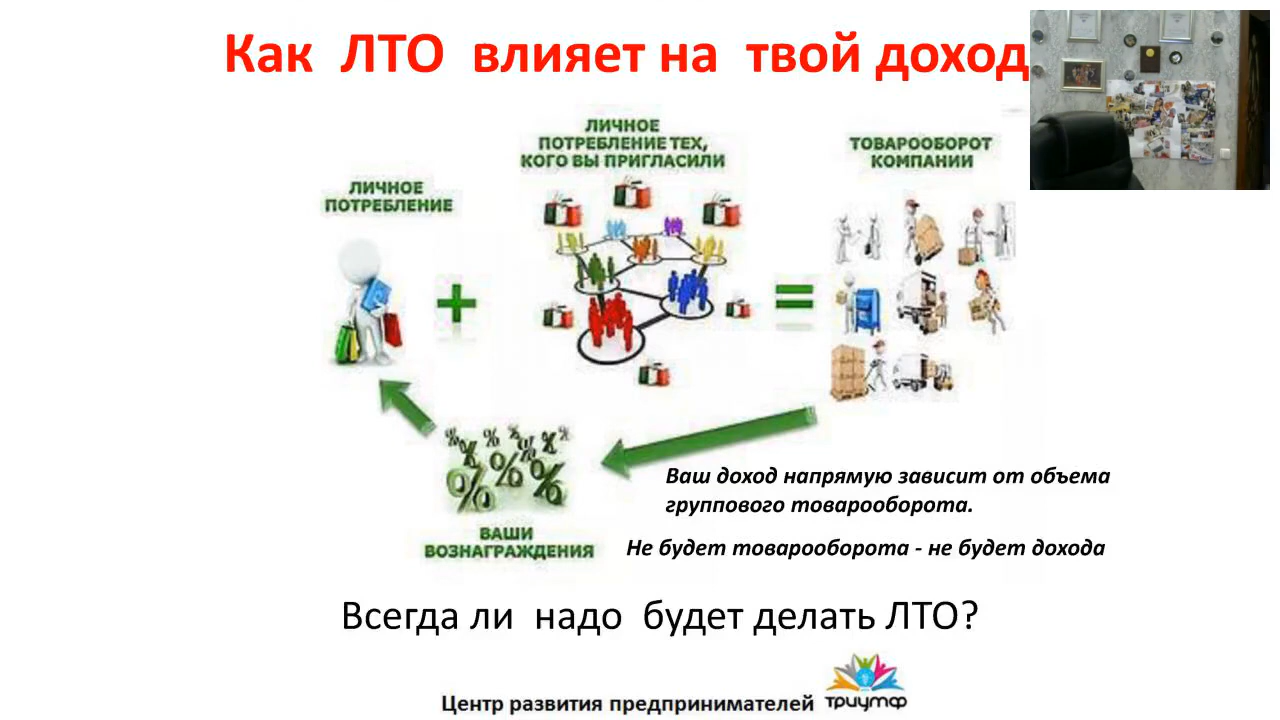 Как ЛТО влияет на твой доход
ЛИЧНОЕ
ПОТРЕБЛЕНИЕ ТЕХ,
КОГО ВЫ ПРИГЛАСИЛИ
ТОВАРООБОРОТ
КОМПАНИИ
ЛИЧНОЕ
ПОТРЕБЛЕНИЕ
+
=
% % % % %
% % % %
Ваш доход напрямую зависит от объема
группового товарооборота.
ВАШИ
ВОЗНАГРАЖДЕНИЯ
Не будет товарооборота - не будет дохода
Всегда ли надо будет делать ЛТО?
Центр развития предпринимателей
триумф